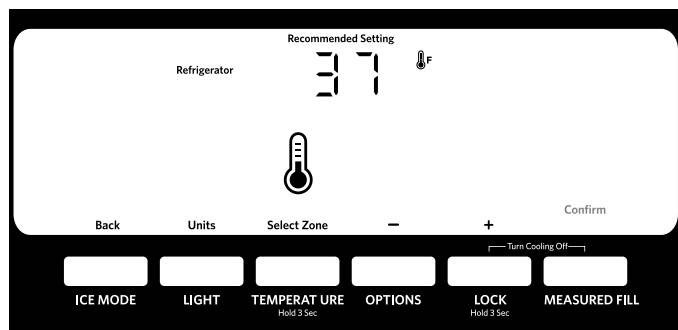 Recommended Setting
Refrigerator
37
F
Back Units Select Zone − +
Confirm
Turn Cooling Off
ICE MODE LIGHT TEMPERAT URE OPTIONS LOCK MEASURED FILL
Hold 3 Sec Hold 3 Sec